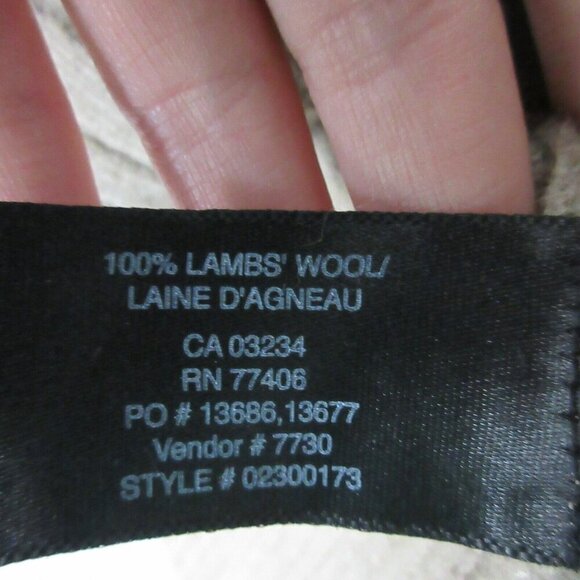 100% LAMBS' WOOL/
LAINE D'AGNEAU
CA 03234
RN 77406
PO # 13686,13677
Vendor # 7730
STYLE # 02300173